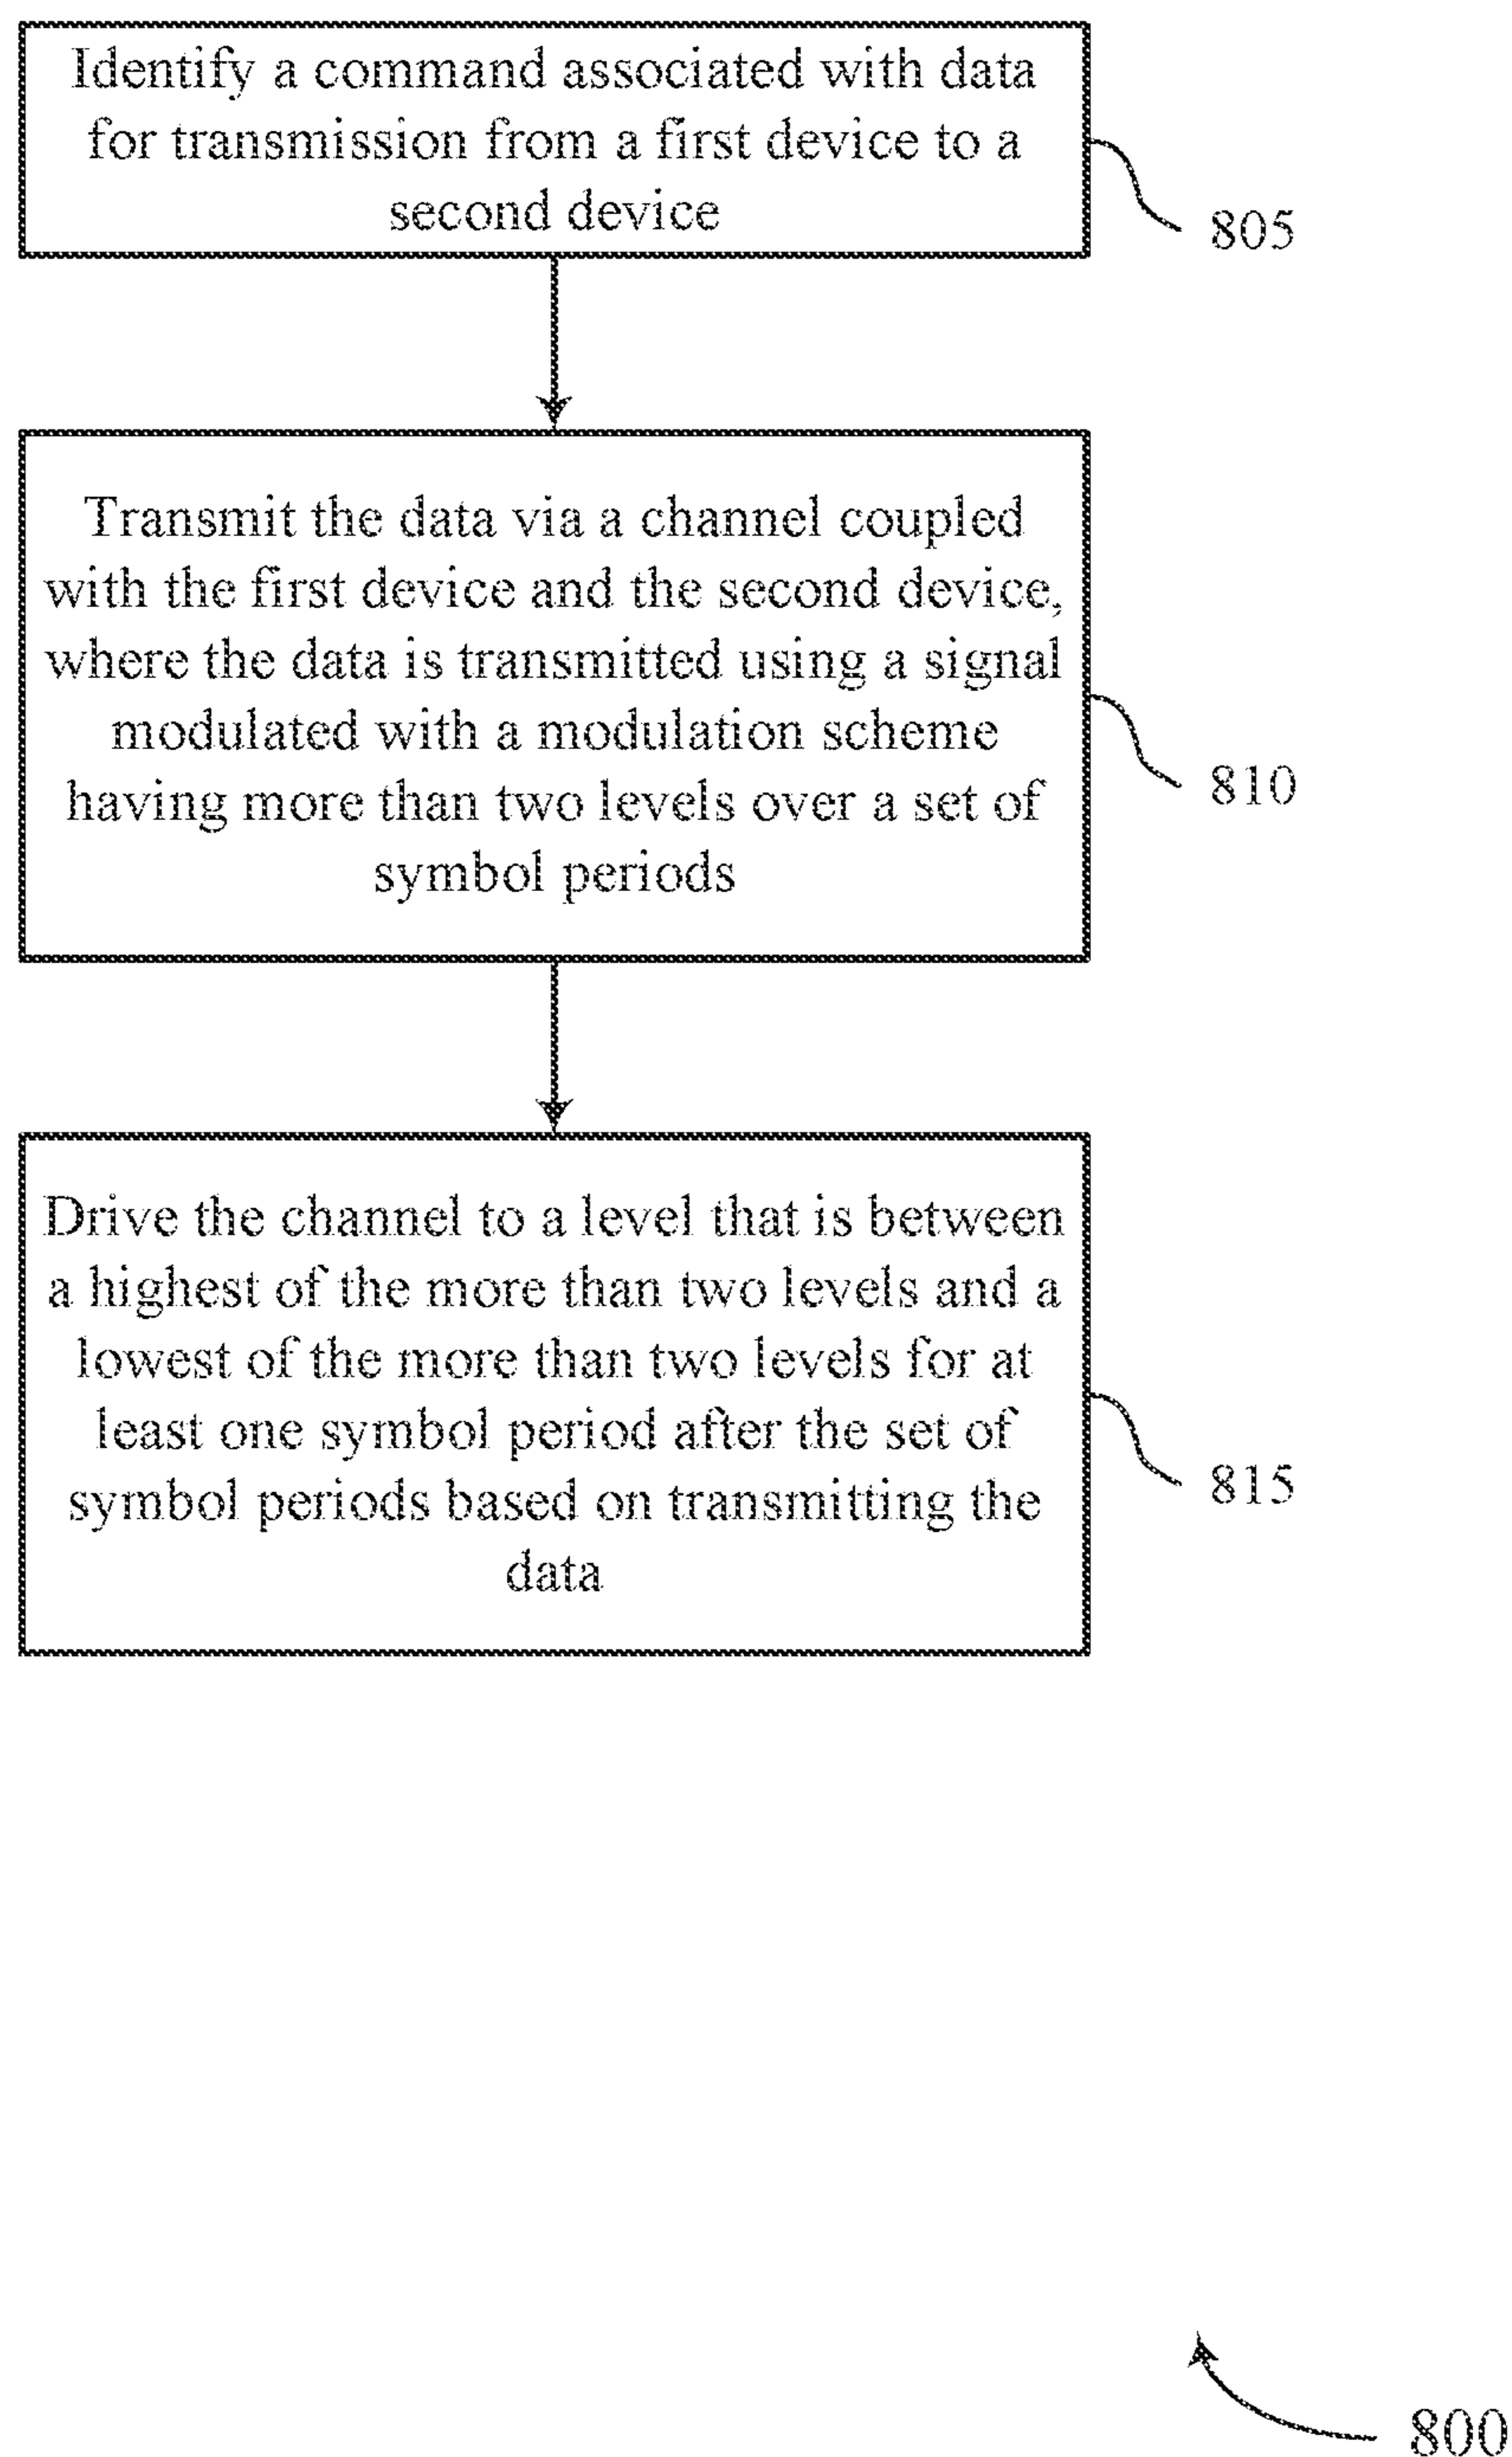 Identify a command associated with data
for transmission from a first device to a
second device
805
Transmit the data via a channel coupled
with the first device and the second device,
where the data is transmitted using a signal
modulated with a modulation scheme
having more than two levels over a set of
symbol periods
810
Drive the channel to a level that is between
a highest of the more than two levels and a
lowest of the more than two levels for at
least one symbol period after the set of
symbol periods based on transmitting the
data
815
800